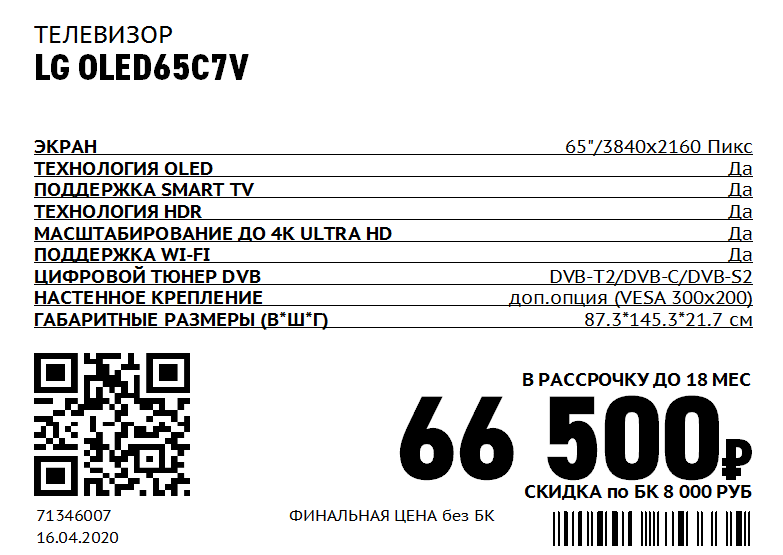 ТЕЛЕВИЗОР
LG OLED65C7V
ЭКРАН 65"/3840x2160 Пикс
ТЕХНОЛОГИЯ OLED Да
ПОДДЕРЖКА SMART TV Да
ТЕХНОЛОГИЯ HDR Да
МАСШТАБИРОВАНИЕ ДО 4K ULTRA HD Да
ПОДДЕРЖКА WI-FI Да
ЦИФРОВОЙ ТЮНЕР DVB DVB-T2/DVB-C/DVB-S2
НАСТЕННОЕ КРЕПЛЕНИЕ доп.опция (VESA 300x200)
ГАБАРИТНЫЕ РАЗМЕРЫ (В*Ш*Г) 87.3*145.3*21.7 см
В РАССРОЧКУ ДО 18 МЕС
66 500₽
СКИДКА по БК 8 000 РУБ
71346007 ФИНАЛЬНАЯ ЦЕНА без БК
16.04.2020